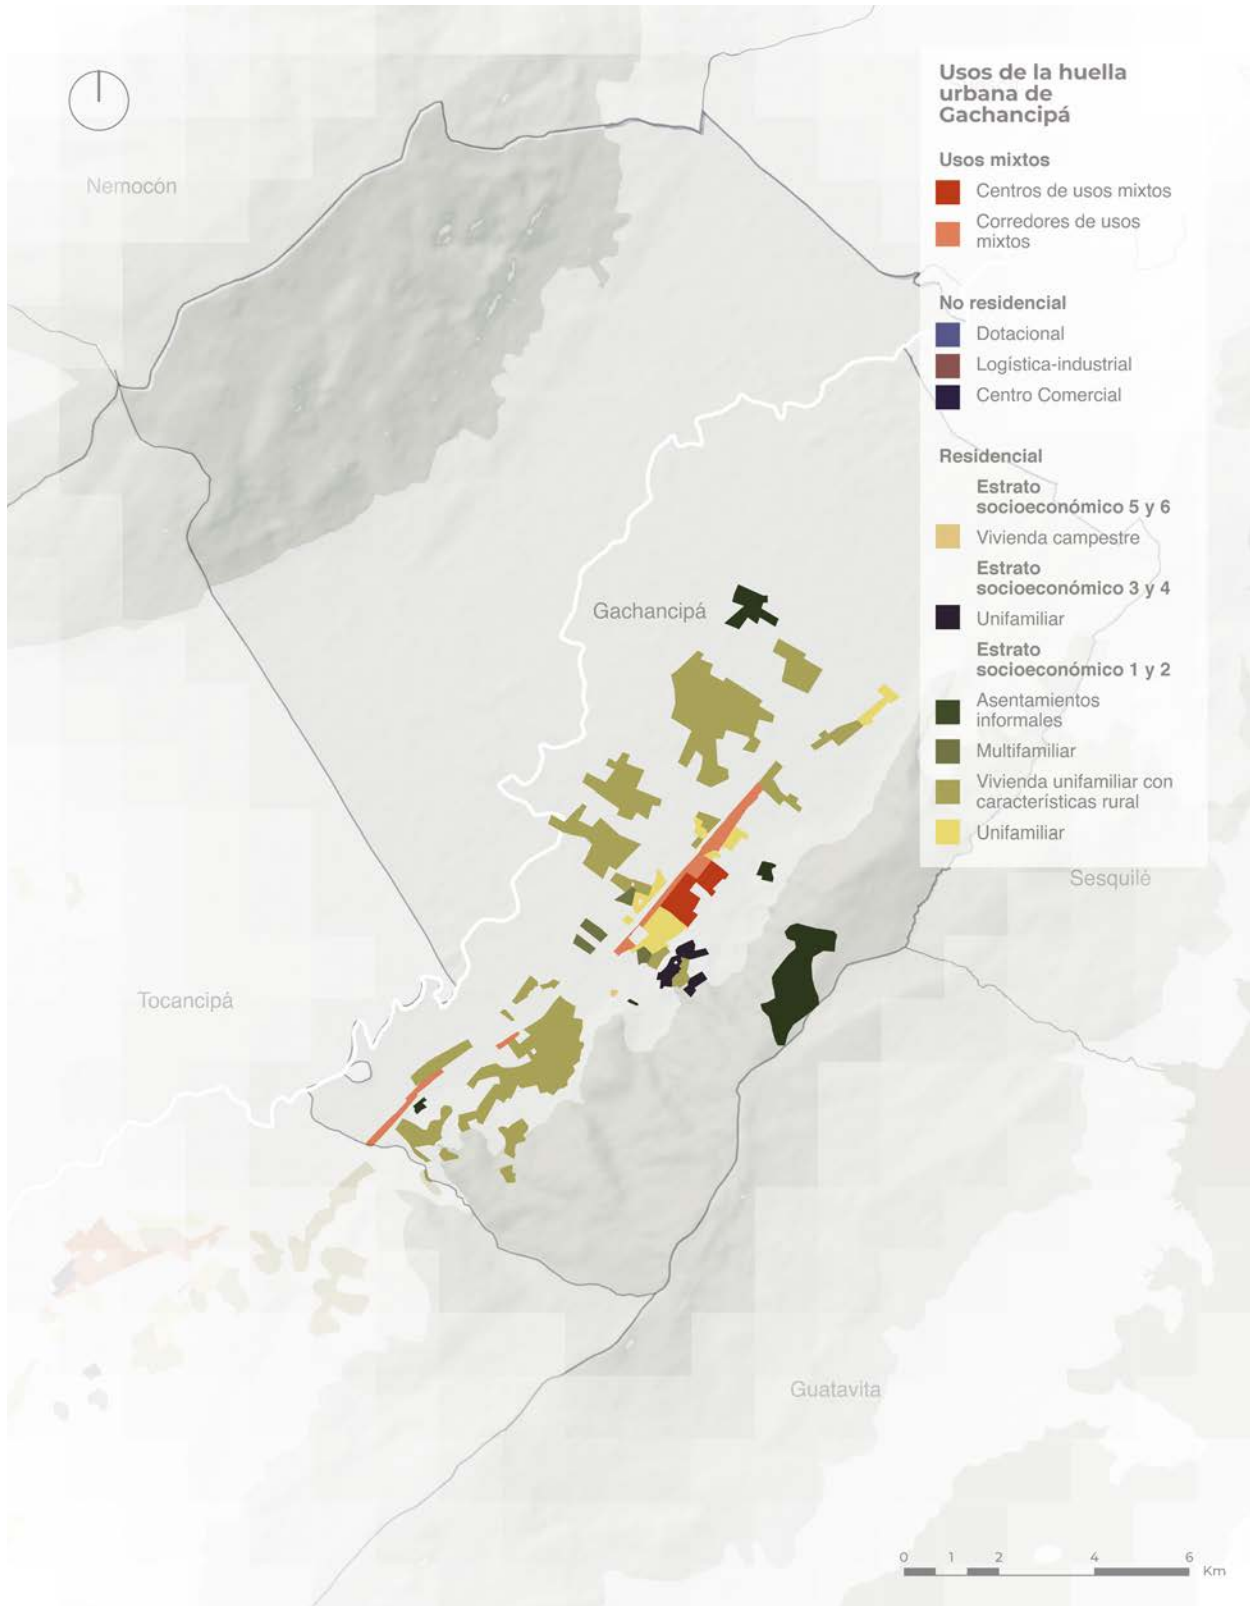 Usos de la huella
urbana de
Gachancipá
Usos mixtos
Centros de usos mixtos
Corredores de usos
mixtos
No residencial
Dotacional
Logística-industrial
Centro Comercial
Residencial
Estrato
socioeconómico 5 y 6
Vivienda campestre
Estrato
socioeconómico 3 y 4
Unifamiliar
Estrato
socioeconómico 1 y 2
Asentamientos
informales
Multifamiliar
Vivienda unifamiliar con
características rural
Unifamiliar
Nemocón
Gachancipá
Sesquilé
Tocancipá
Guatavita
0 1 2 4 6
Km